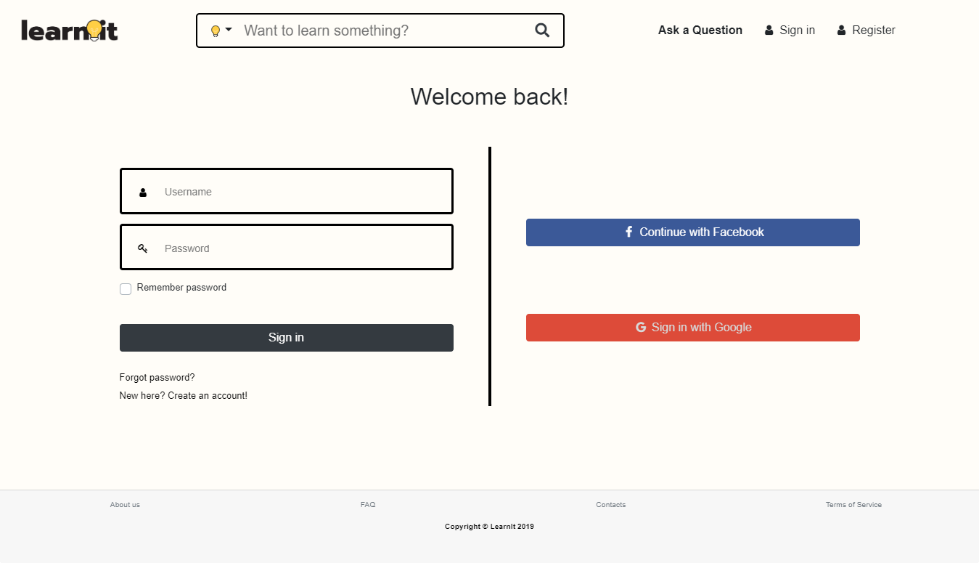 learnit
Want to learn something?
Ask a Question
Sign in
Register
Welcome back!
Username
Password
Remember password
Sign in
Forgot password?
New here? Create an account!
Continue with Facebook
Sign in with Google
About us
FAQ
Contacts
Terms of Service
Copyright © LearnIt 2019